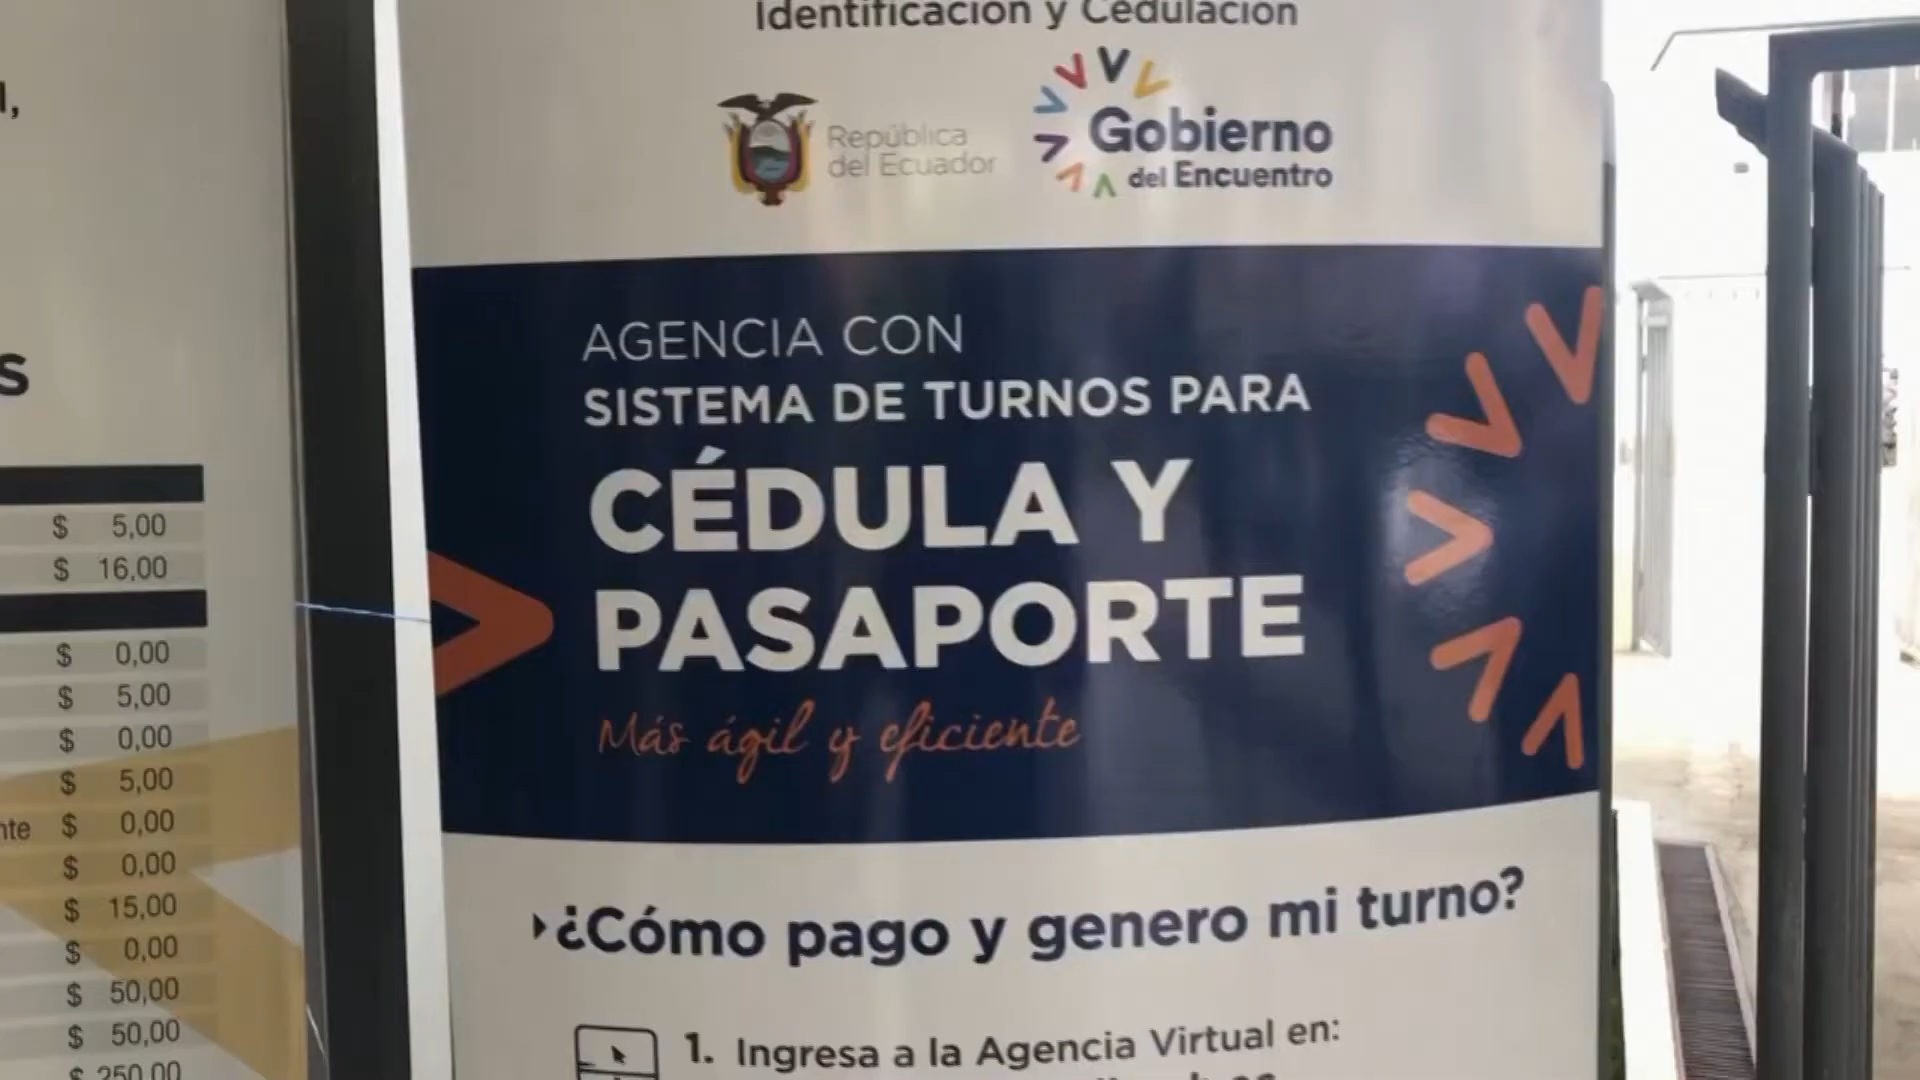 Identificación y Cedulación
República
del Ecuador
Gobierno
del Encuentro
AGENCIA CON
SISTEMA DE TURNOS PARA
CÉDULA Y
PASAPORTE
Más ágil y eficiente
¿Cómo pago y genero mi turno?
1. Ingresa a la Agencia Virtual en:
$ 5,00
$ 16,00
$ 0,00
$ 5,00
$ 0,00
$ 5,00
$ 0,00
$ 0,00
$ 15,00
$ 0,00
$ 50,00
$ 50,00
$ 250,00